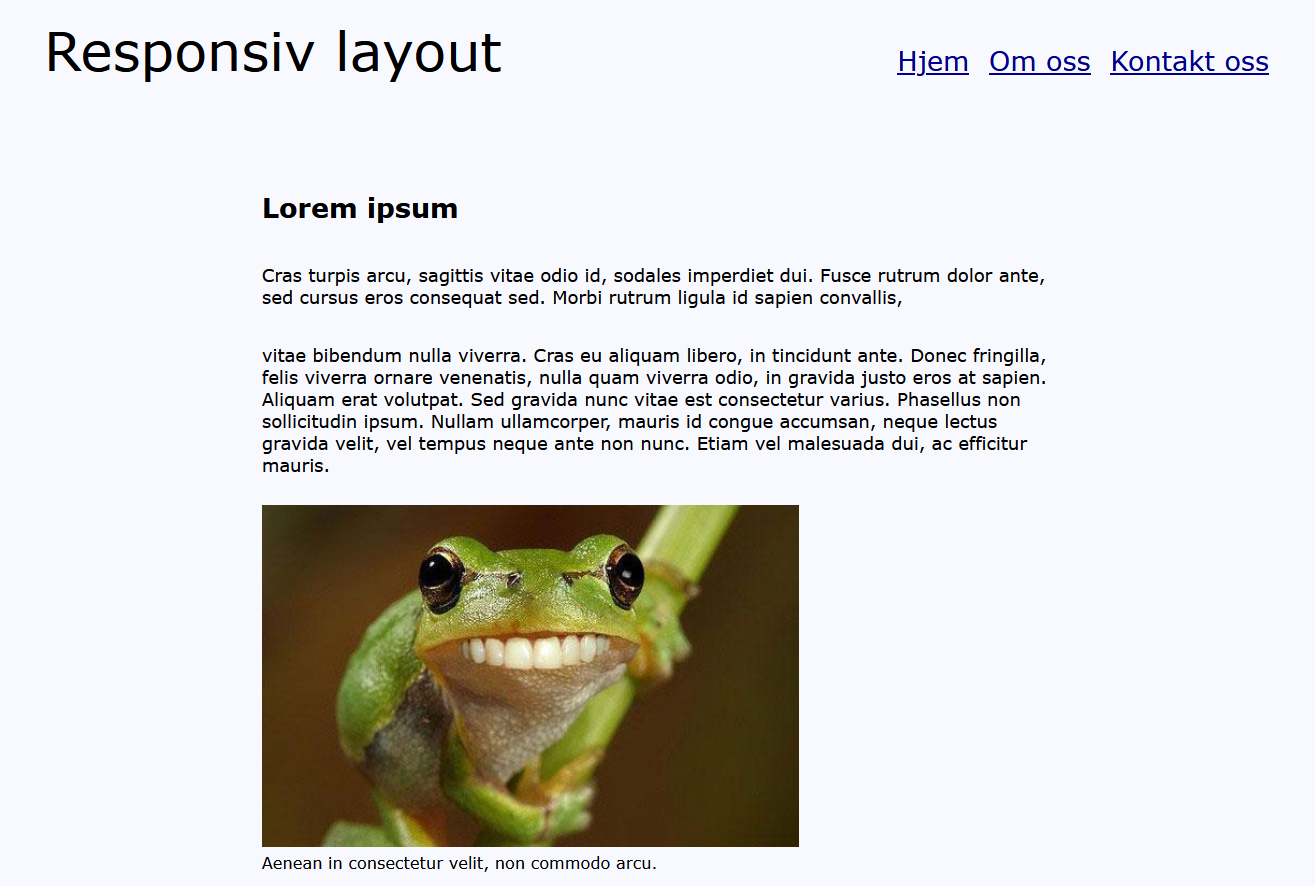 Responsiv layout
Hjem Om oss Kontakt oss
Lorem ipsum
Cras turpis arcu, sagittis vitae odio id, sodales imperdiet dui. Fusce rutrum dolor ante,
sed cursus eros consequat sed. Morbi rutrum ligula id sapien convallis,
vitae bibendum nulla viverra. Cras eu aliquam libero, in tincidunt ante. Donec fringilla,
felis viverra ornare venenatis, nulla quam viverra odio, in gravida justo eros at sapien.
Aliquam erat volutpat. Sed gravida nunc vitae est consectetur varius. Phasellus non
sollicitudin ipsum. Nullam ullamcorper, mauris id congue accumsan, neque lectus
gravida velit, vel tempus neque ante non nunc. Etiam vel malesuada dui, ac efficitur
mauris.
Aenean in consectetur velit, non commodo arcu.